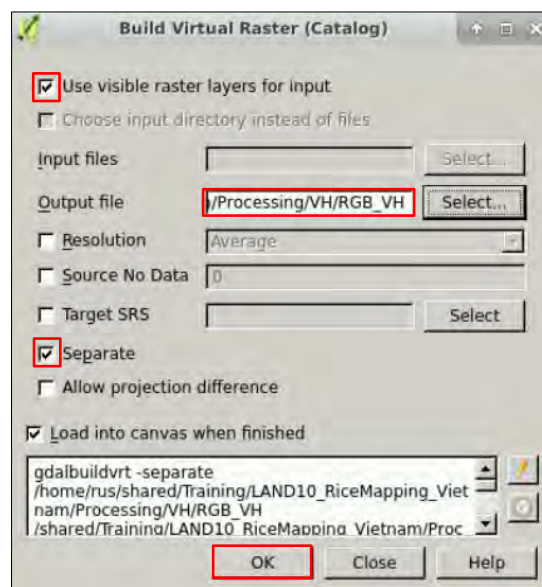 Build Virtual Raster (Catalog)
Use visible raster layers for input
Choose input directory instead of files
Input files Select...
Output file )/Processing/VH/RGB_VH Select...
Resolution Average
Source No Data 0
Target SRS Select
Separate
Allow projection difference
Load into canvas when finished
gdalbuildvrt -separate
/home/rus/shared/Training/LAND10_RiceMapping_Viet
nam/Processing/VH/RGB_VH
/shared/Training/LAND10_RiceMapping_Vietnam/Proc
OK Close Help